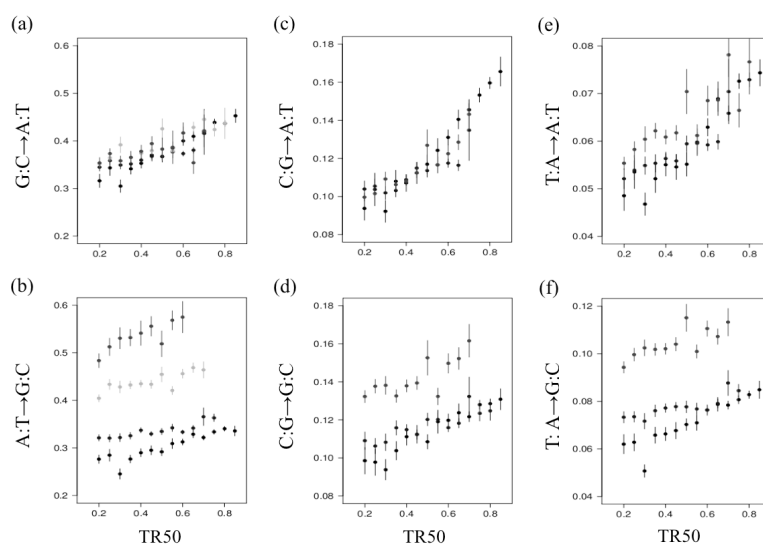 (a)
G:C→A:T
0.6
0.5
0.4
0.3
0.2
0.2 0.4 0.6 0.8
(c)
C:G→A:T
0.18
0.16
0.14
0.12
0.10
0.08
0.2 0.4 0.6 0.8
(e)
T:A→A:T
0.08
0.07
0.06
0.05
0.04
0.2 0.4 0.6 0.8
(b)
A:T→G:C
0.6
0.5
0.4
0.3
0.2
0.2 0.4 0.6 0.8
TR50
(d)
C:G→G:C
0.18
0.16
0.14
0.12
0.10
0.08
0.2 0.4 0.6 0.8
TR50
(f)
T: A→G:C
0.12
0.10
0.08
0.06
0.04
0.2 0.4 0.6 0.8
TR50